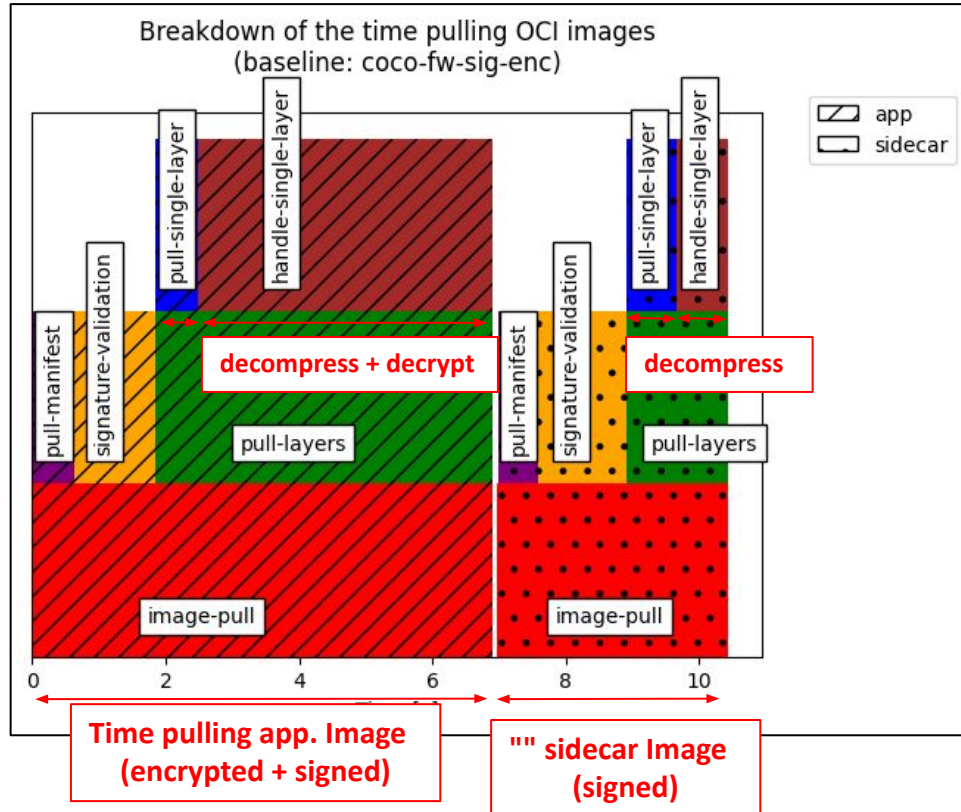 Breakdown of the time pulling OCI images
(baseline: coco-fw-sig-enc)
app
sidecar
pull-single-layer
handle-single-layer
pull-single-layer
handle-single-layer
pull-manifest
signature-validation
decompress + decrypt
pull-manifest
signature-validation
decompress
pull-layers
pull-layers
image-pull
image-pull
0 2 4 6 8 10
Time pulling app. Image
(encrypted + signed)
"" sidecar Image
(signed)